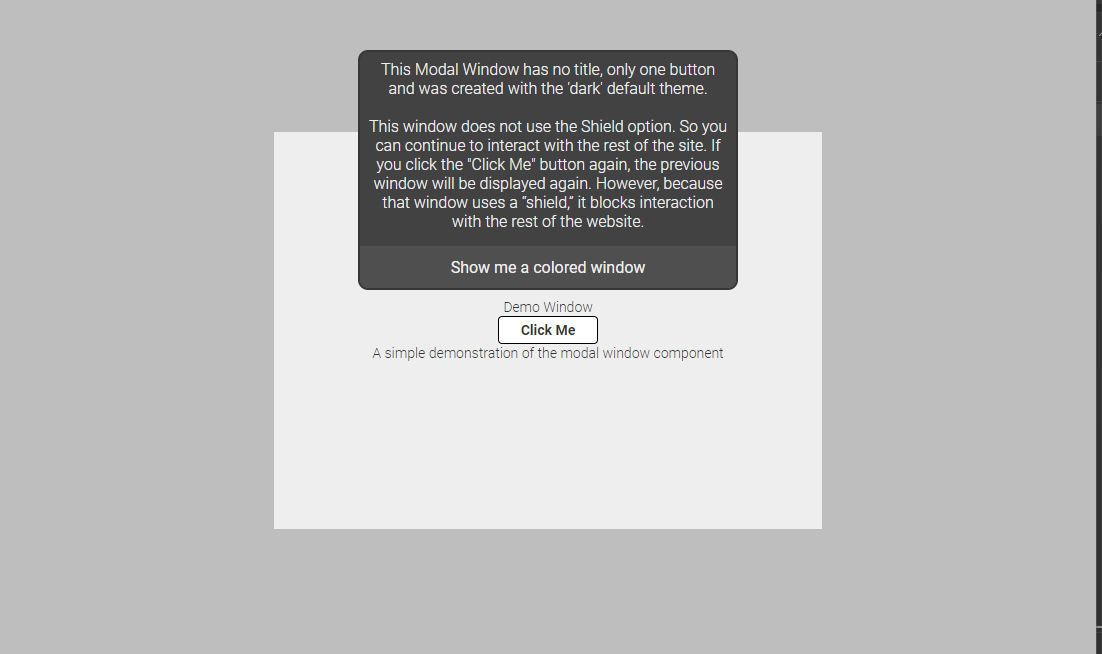 This Modal Window has no title, only one button
and was created with the 'dark' default theme.
This window does not use the Shield option. So you
can continue to interact with the rest of the site. If
you click the "Click Me" button again, the previous
window will be displayed again. However, because
that window uses a “shield,” it blocks interaction
with the rest of the website.
Show me a colored window
Demo Window
Click Me
A simple demonstration of the modal window component